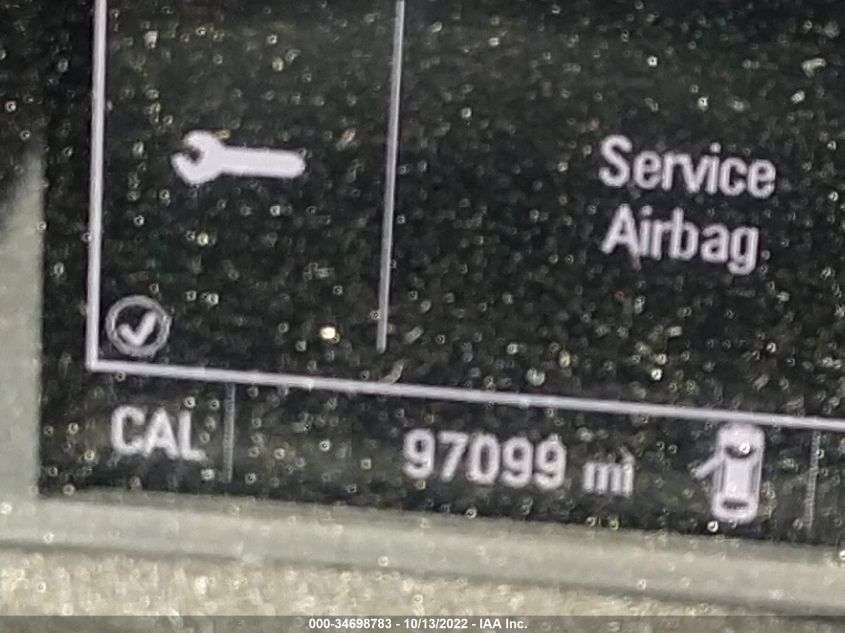 Service
Airbag
CAL
97099 mi
000-34698783 - 10/13/2022 - IAA Inc.